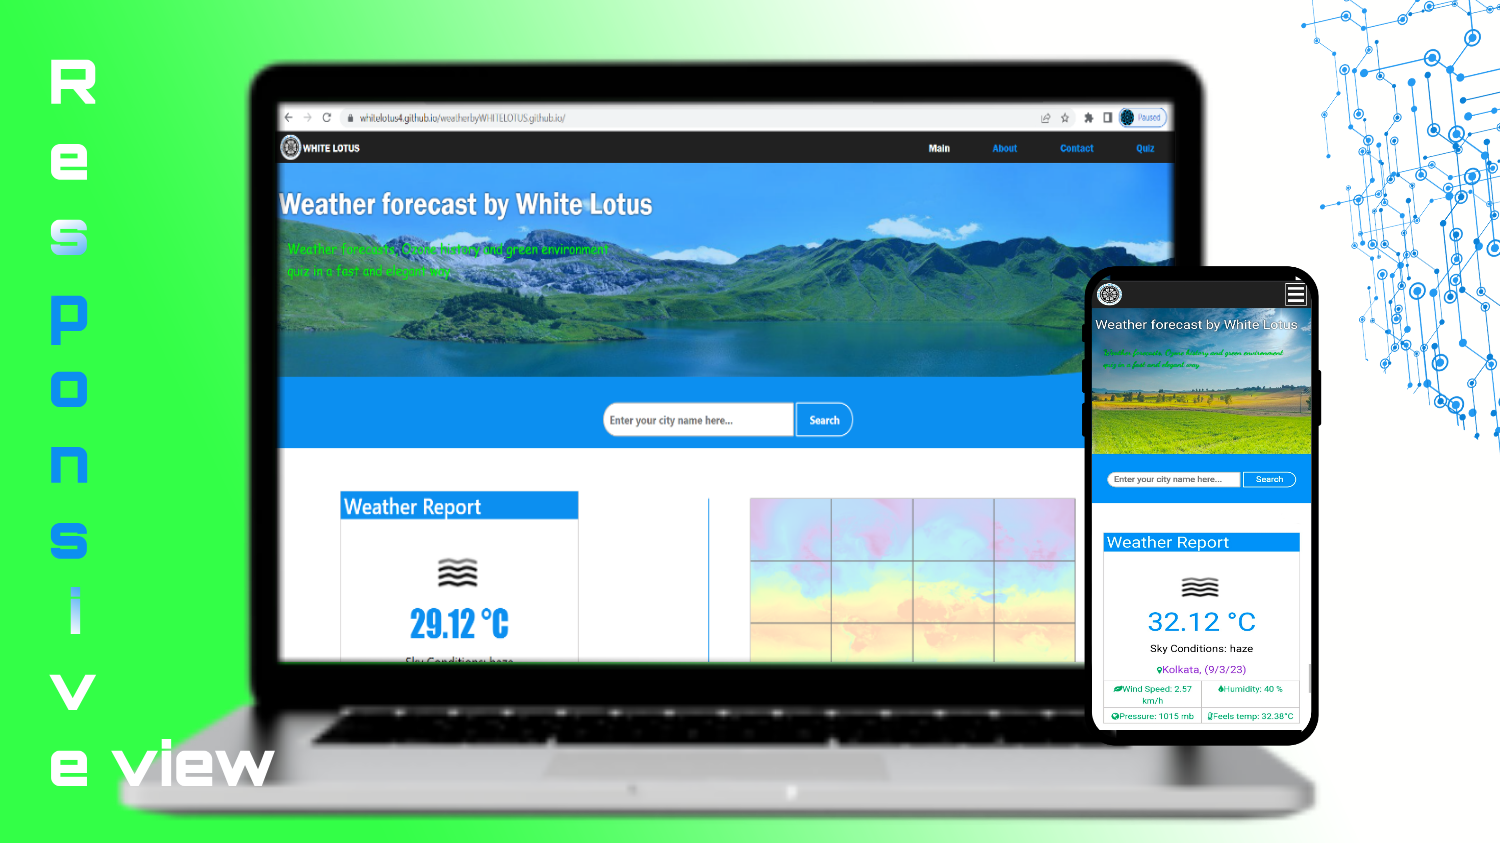 Responsive view
whitelotus4.github.io/weatherbyWHITELOTUS.github.io/
Paused
WHITE LOTUS
Main
About
Contact
Quiz
Weather forecast by White Lotus
Weather forecasts, Ocean history and green environment
quiz in a fast and elegant way
Enter your city name here...
Search
Weather Report
29.12 °C
Sky Conditions: haze
Weather forecast by White Lotus
Weather forecasts, Ocean history and green environment
quiz in a fast and elegant way
Enter your city name here...
Search
Weather Report
32.12 °C
Sky Conditions: haze
Kolkata, (9/3/23)
Wind Speed: 2.57
km/h
Humidity: 40 %
Pressure: 1015 mb
Feels temp: 32.38°C